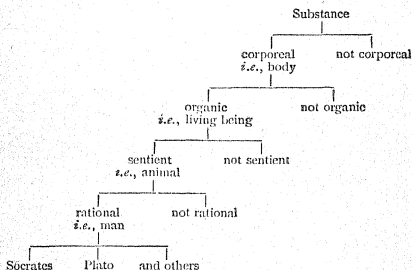 Substance
corporeal not corporeal
i.e., body
organic not organic
i.e., living being
sentient not sentient
i.e., animal
rational not rational
i.e., man
Socrates Plato and others